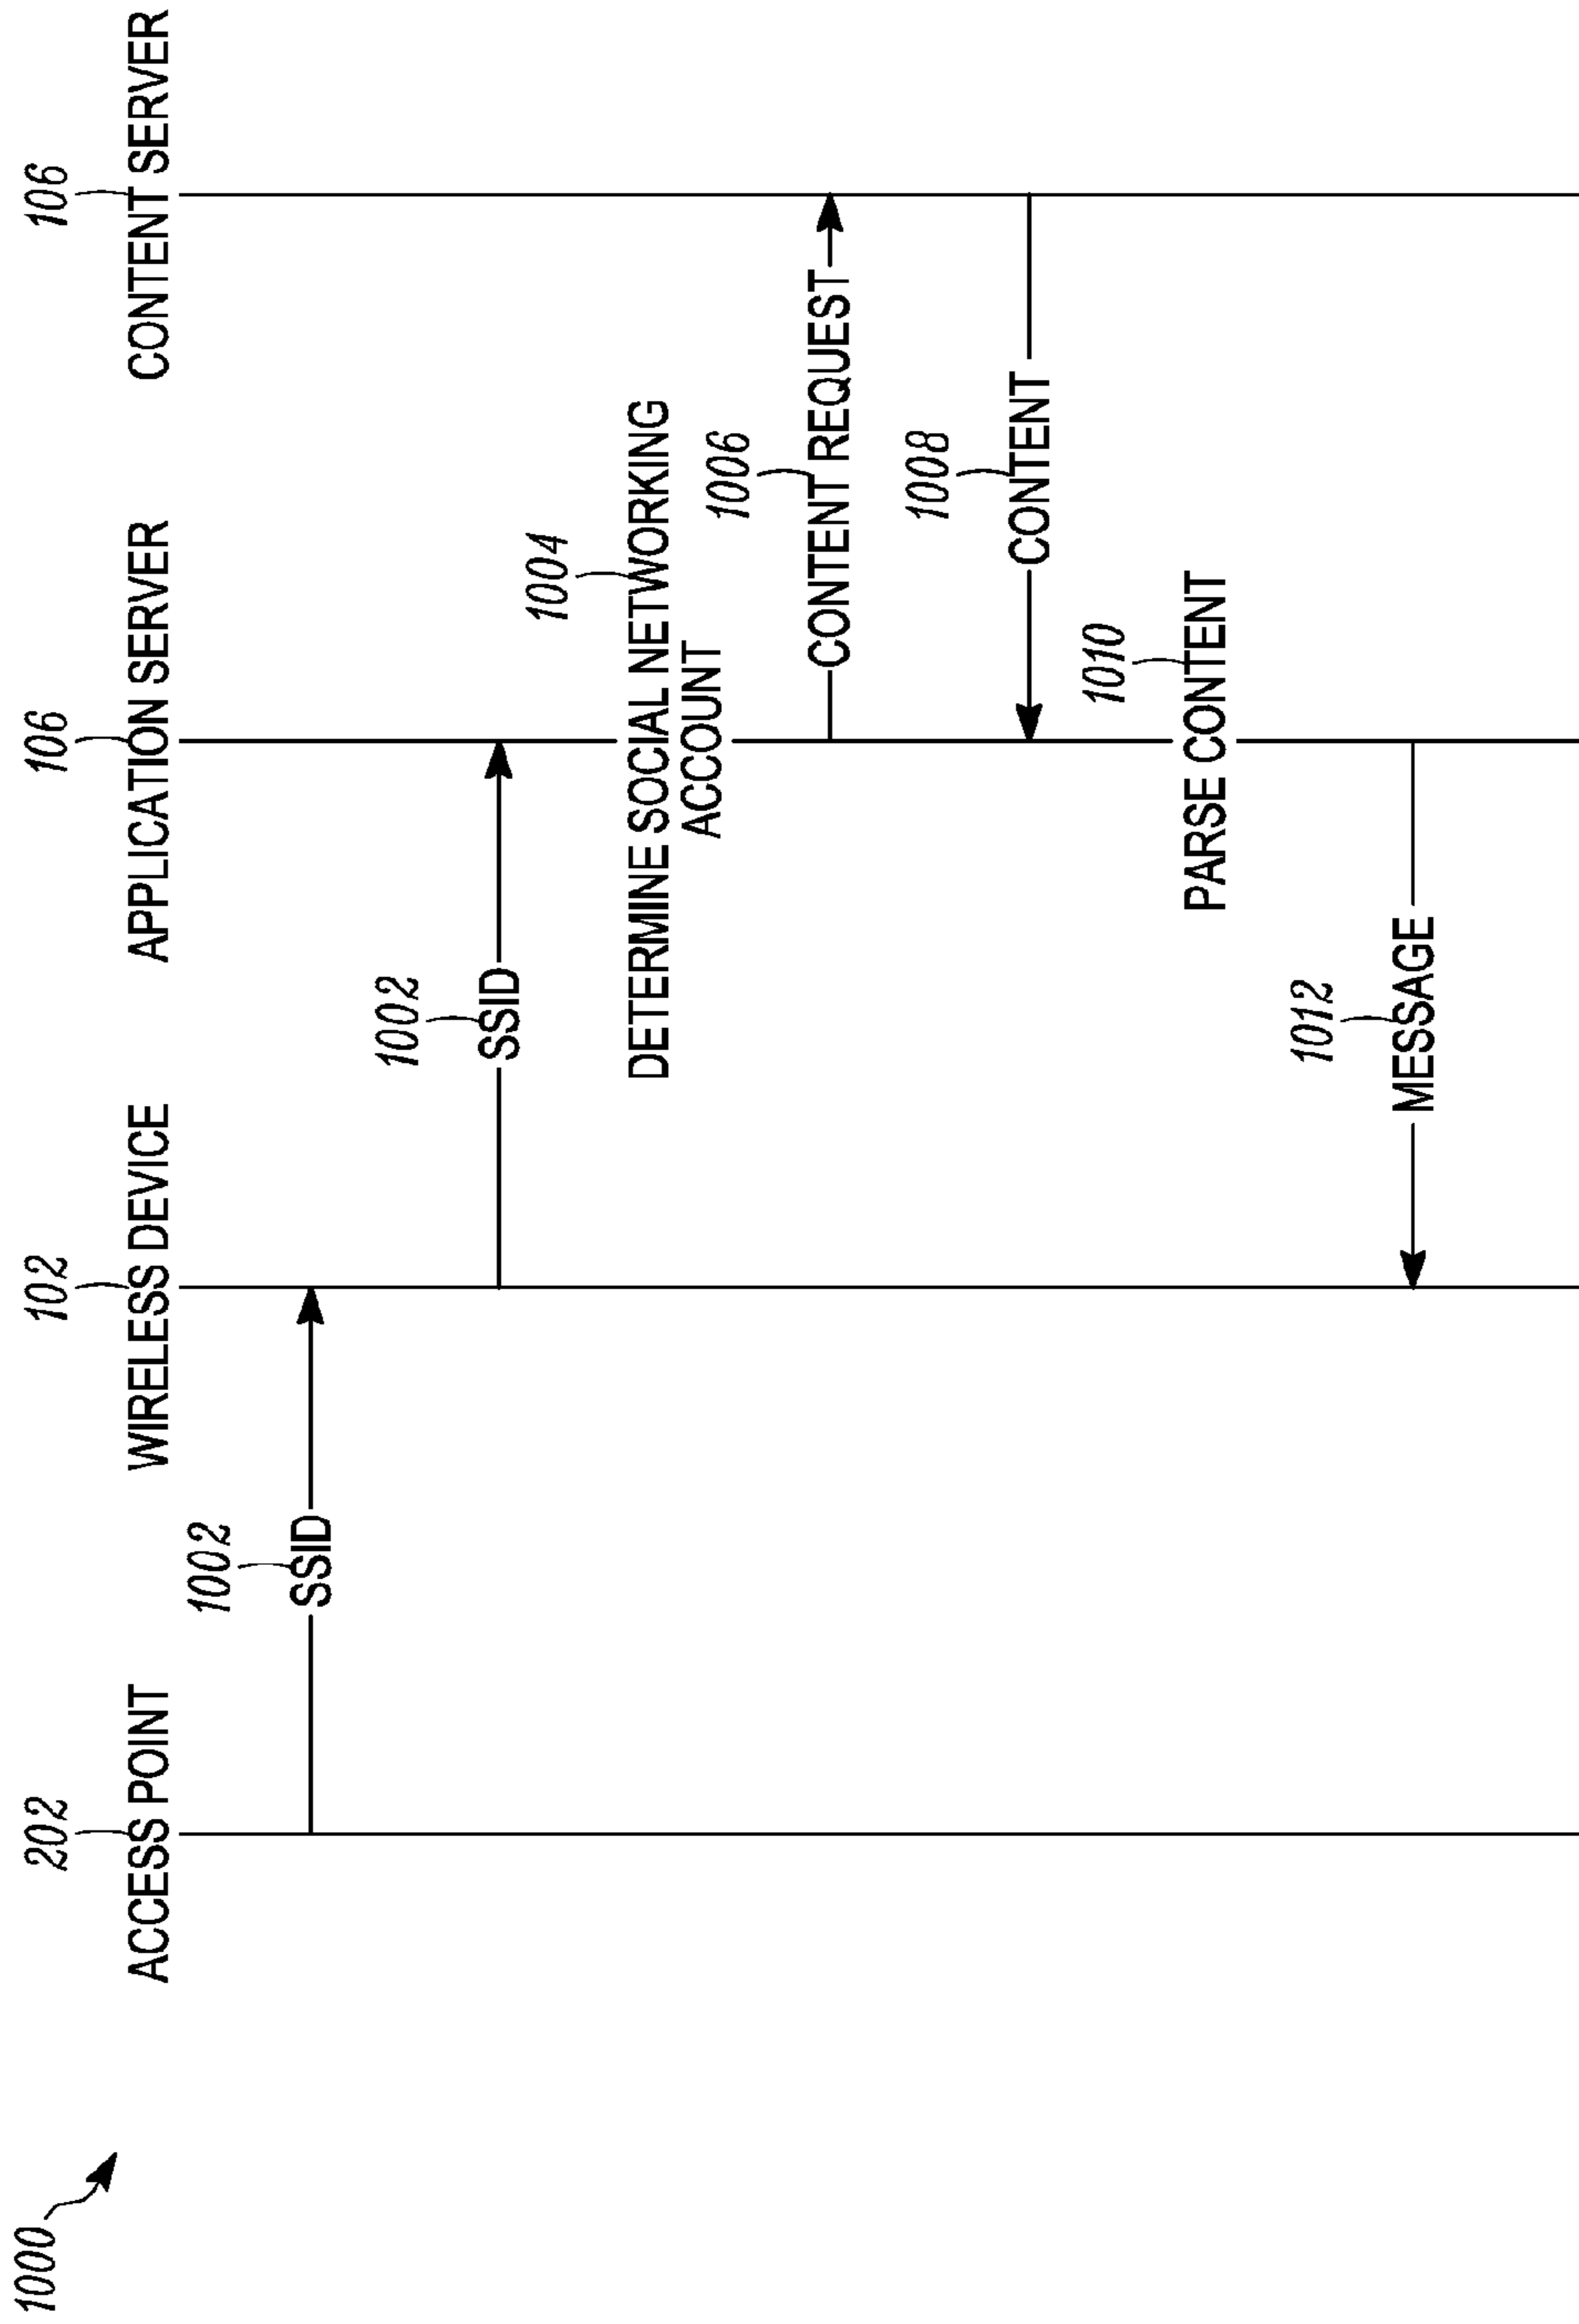 1000
202
ACCESS POINT
102
WIRELESS DEVICE
106
APPLICATION SERVER
106
CONTENT SERVER
1002
SSID
1002
SSID
1004
DETERMINE SOCIAL NETWORKING
ACCOUNT
1006
CONTENT REQUEST
1008
CONTENT
1010
PARSE CONTENT
1012
MESSAGE